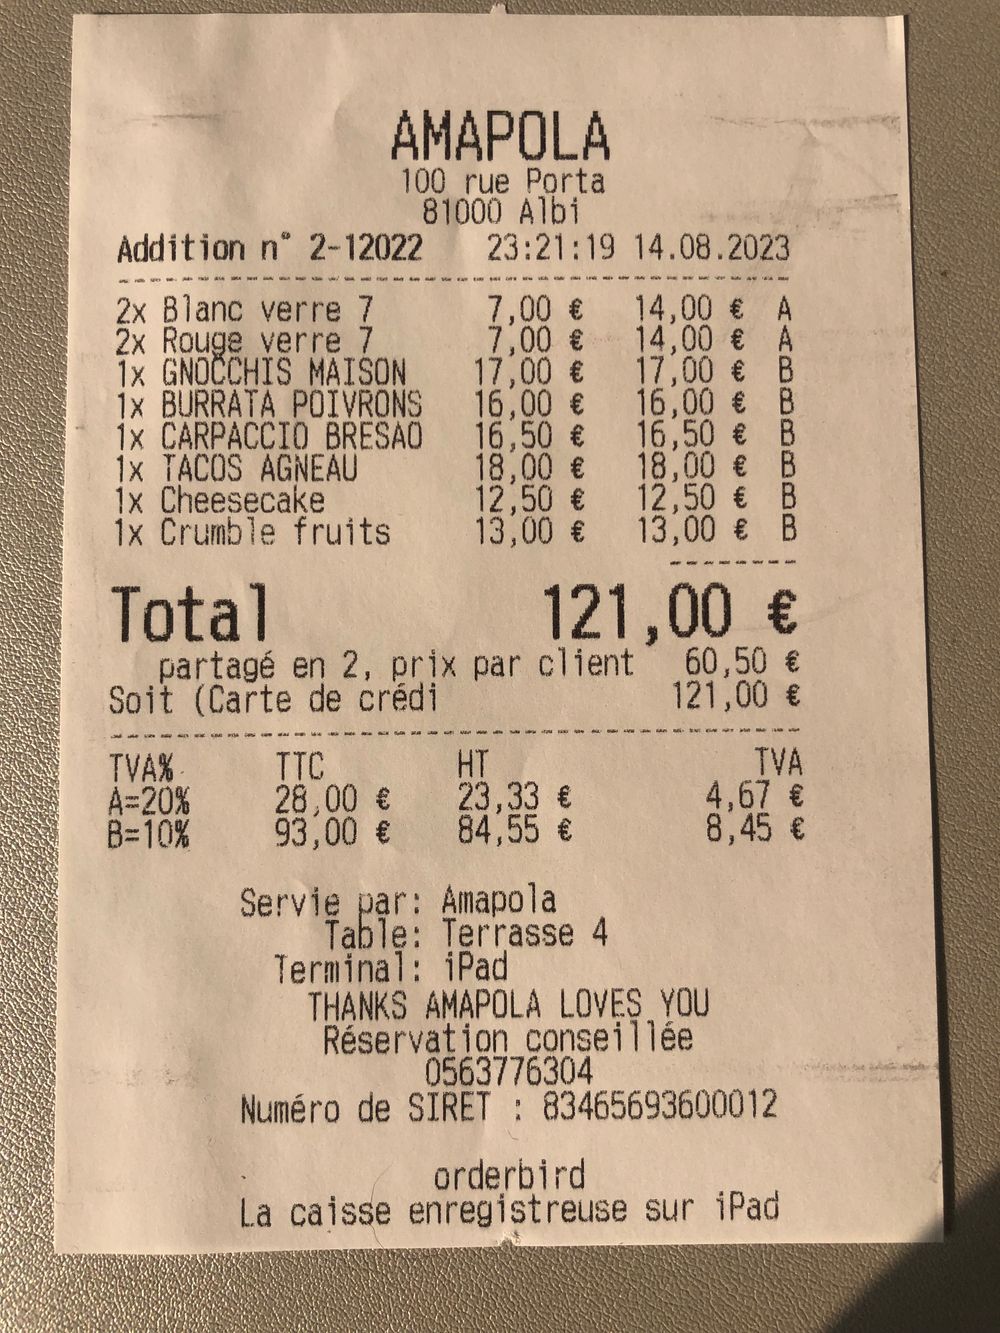 AMAPOLA
100 rue Porta
81000 Albi
Addition n° 2-12022 23:21:19 14.08.2023
2x Blanc verre 7 7,00 € 14,00 € A
2x Rouge verre 7 7,00 € 14,00 € A
1x GNOCCHIS MAISON 17,00 € 17,00 € B
1x BURRATA POIVRONS 16,00 € 16,00 € B
1x CARPACCIO BRESAO 16,50 € 16,50 € B
1x TACOS AGNEAU 18,00 € 18,00 € B
1x Cheesecake 12,50 € 12,50 € B
1x Crumble fruits 13,00 € 13,00 € B
Total 121,00 €
partagé en 2, prix par client 60,50 €
Soit (Carte de crédi 121,00 €
TVA% TTC HT TVA
A=20% 28,00 € 23,33 € 4,67 €
B=10% 93,00 € 84,55 € 8,45 €
Servie par: Amapola
Table: Terrasse 4
Terminal: iPad
THANKS AMAPOLA LOVES YOU
Réservation conseillée
0563776304
Numéro de SIRET : 83465693600012
orderbird
La caisse enregistreuse sur iPad